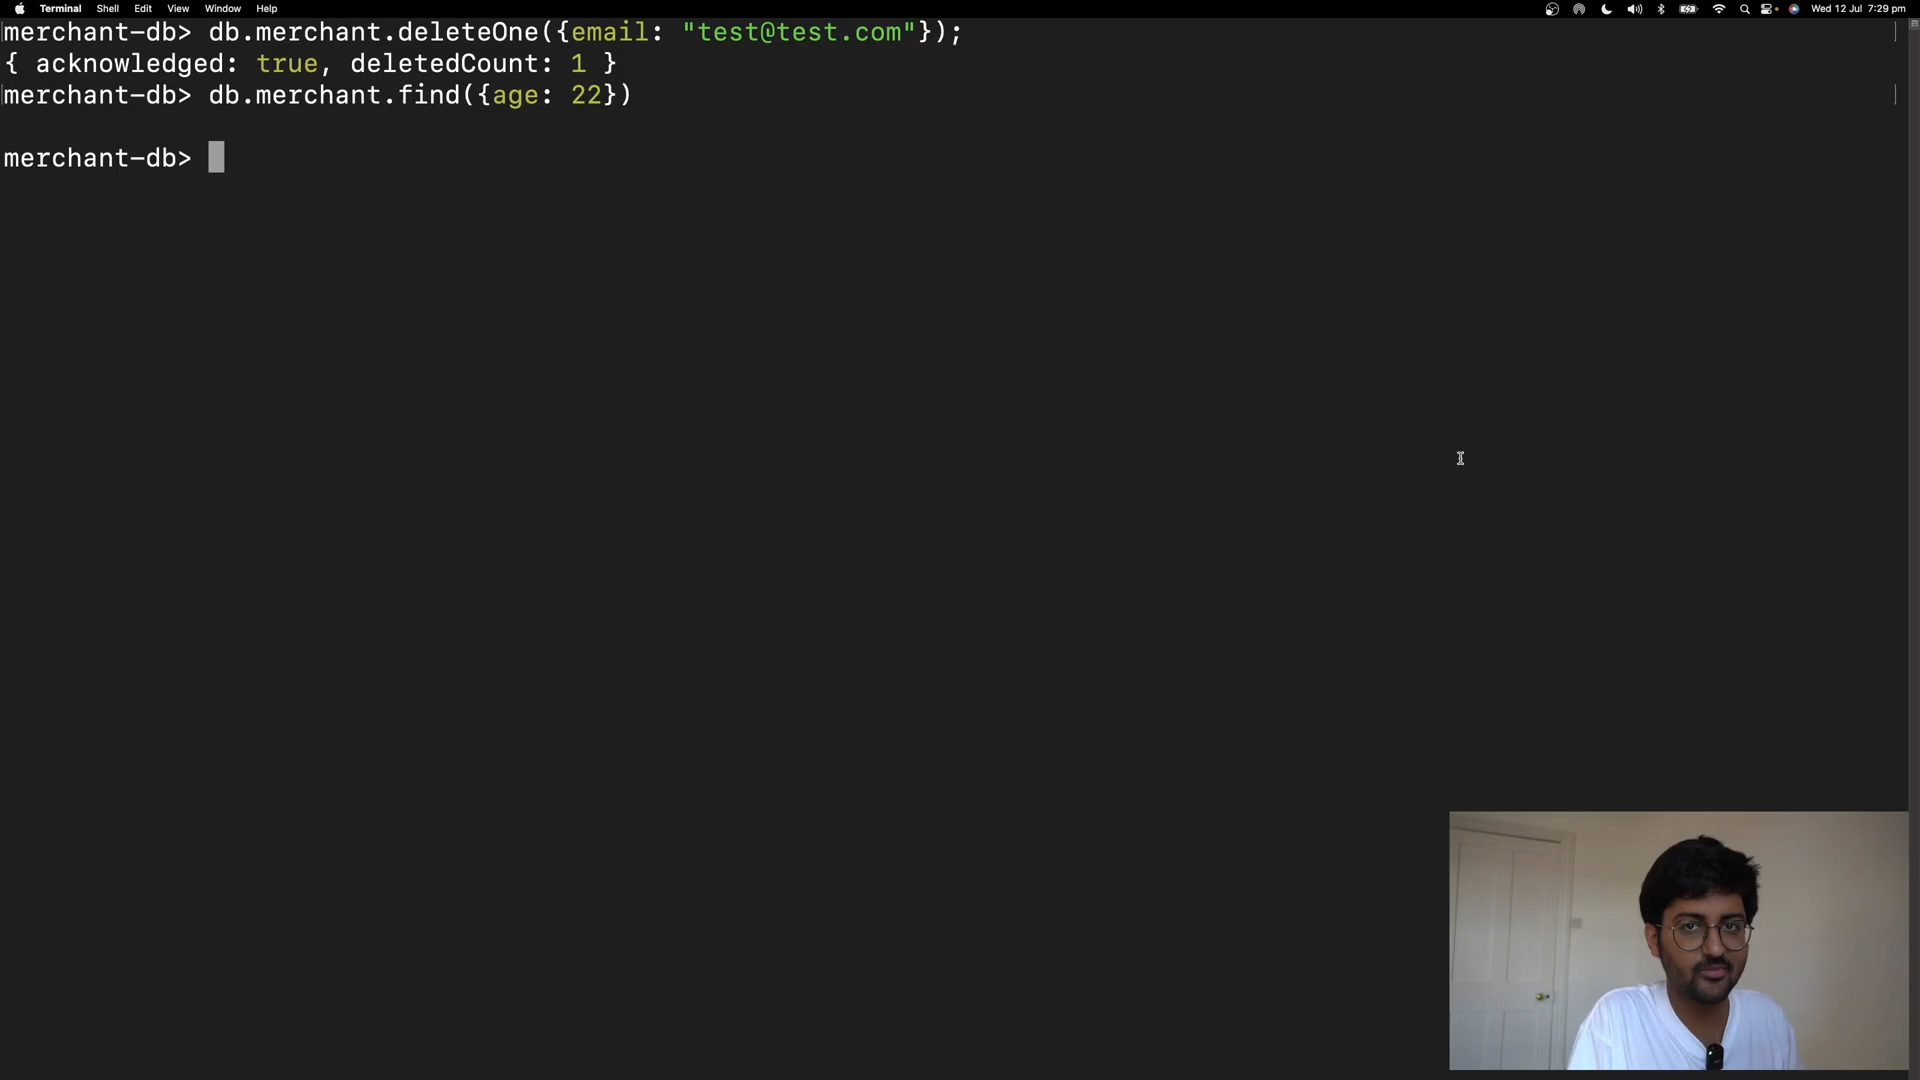 Terminal Shell Edit View Window Help Wed 12 Jul 7:29 pm
merchant-db> db.merchant.deleteOne({email: "test@test.com"});
{ acknowledged: true, deletedCount: 1 }
merchant-db> db.merchant.find({age: 22})
merchant-db>